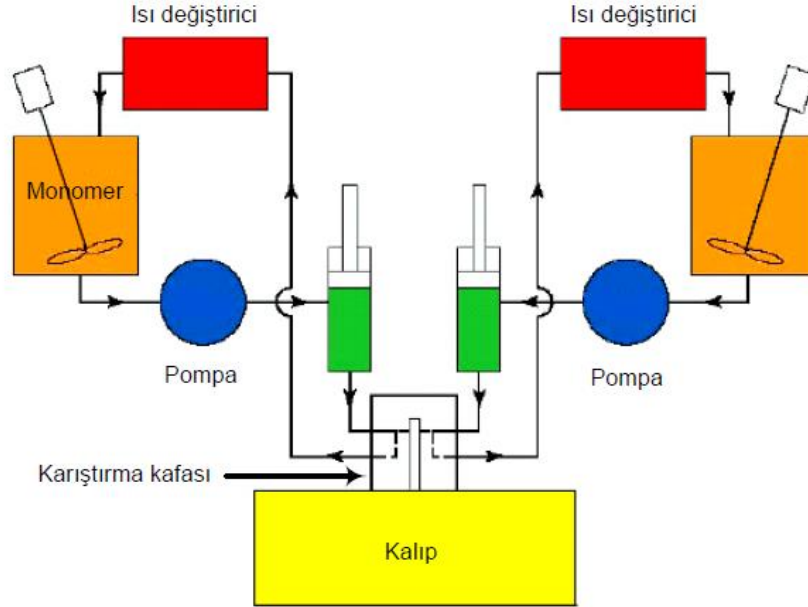 Isı değiştirici
Isı değiştirici
Monomer
Pompa
Pompa
Karıştırma kafası
Kalıp